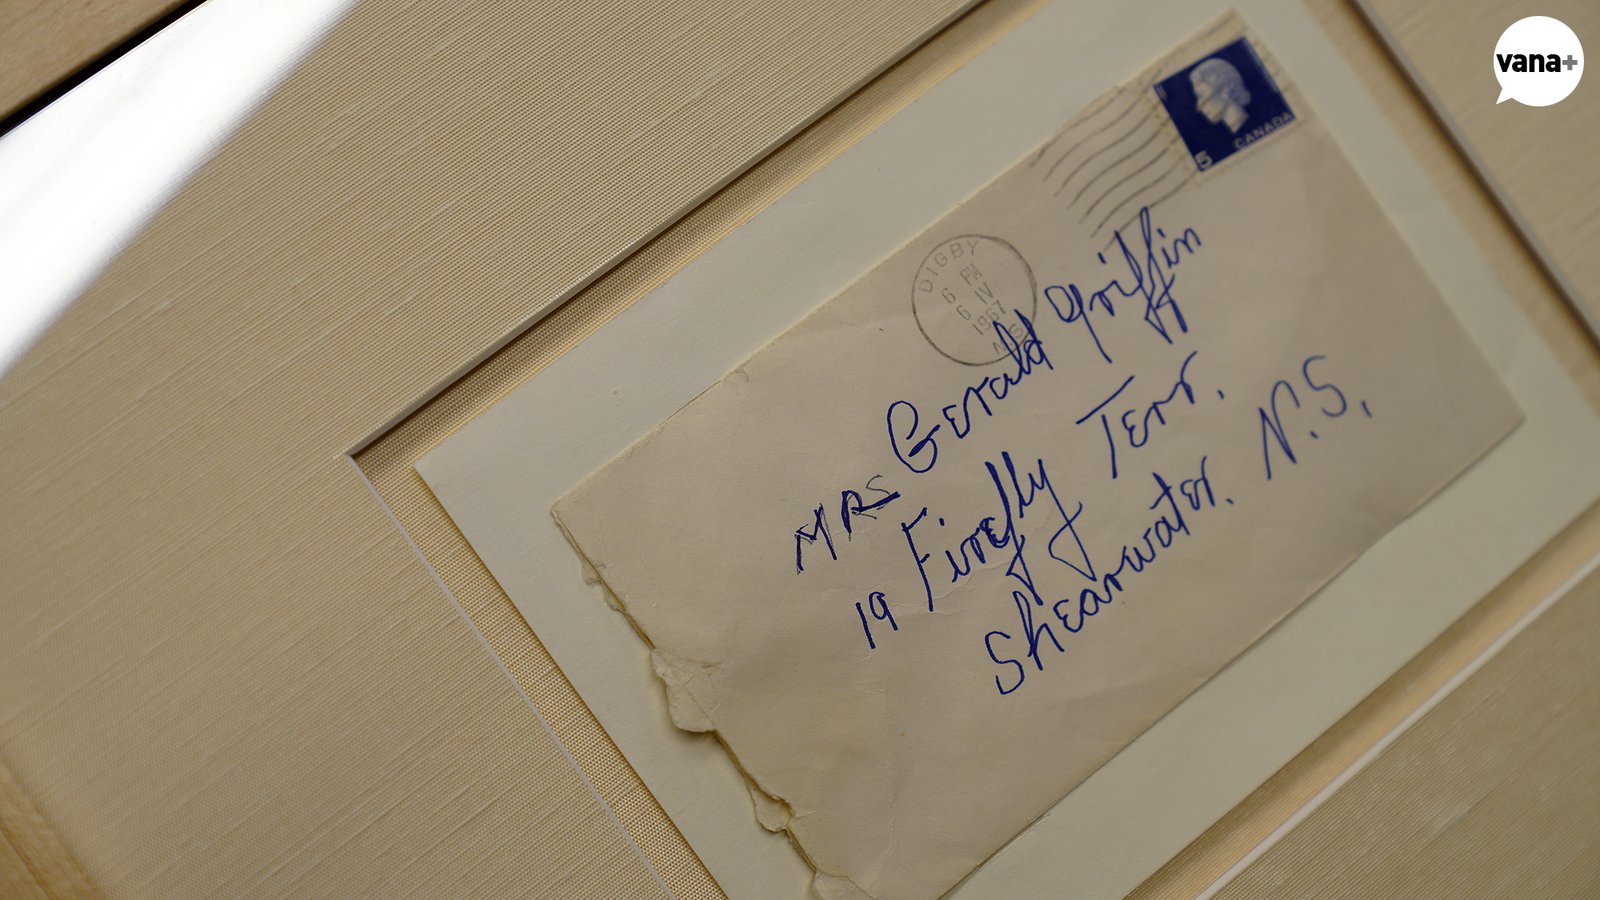 vana+
5 CANADA
DIGBY
6 PM
6 IV
1967
N.S.
MRS Gerald Griffin
19 Firefly Terr.
Shearwater. N.S.